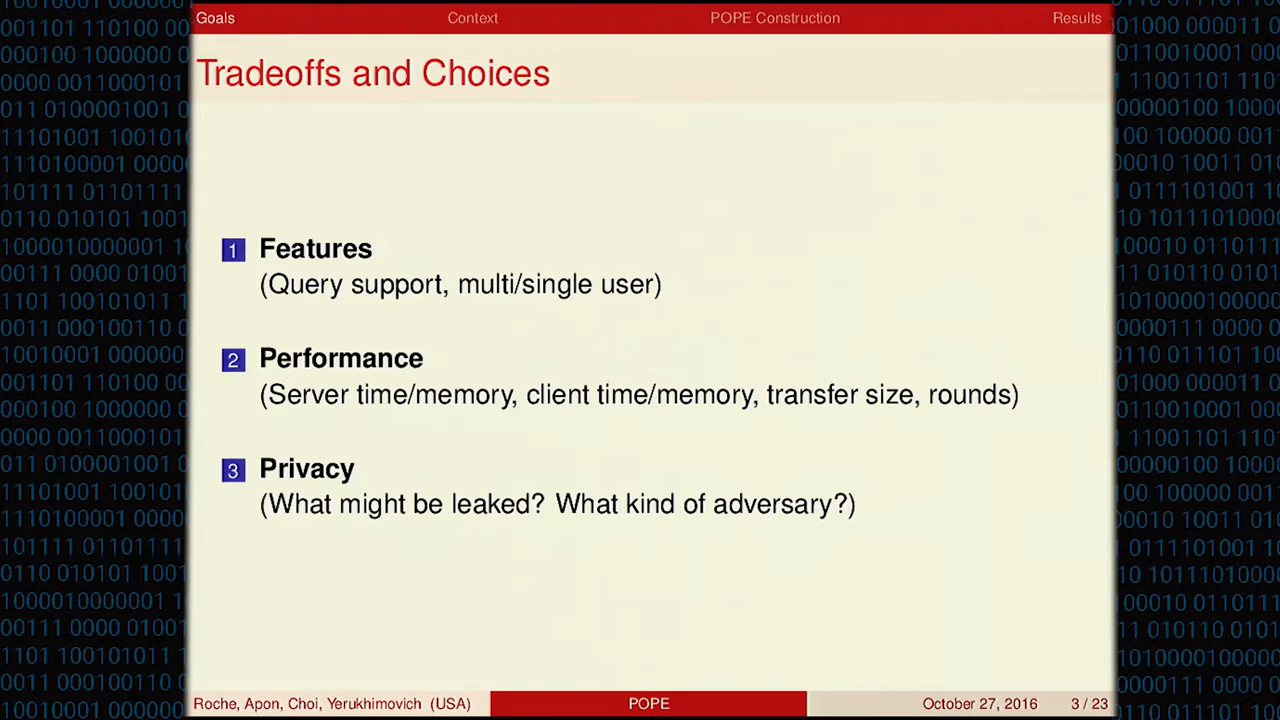 Goals Context POPE Construction Results
Tradeoffs and Choices
1 Features
(Query support, multi/single user)
2 Performance
(Server time/memory, client time/memory, transfer size, rounds)
3 Privacy
(What might be leaked? What kind of adversary?)
Roche, Apon, Choi, Yerukhimovich (USA) POPE October 27, 2016 3 / 23